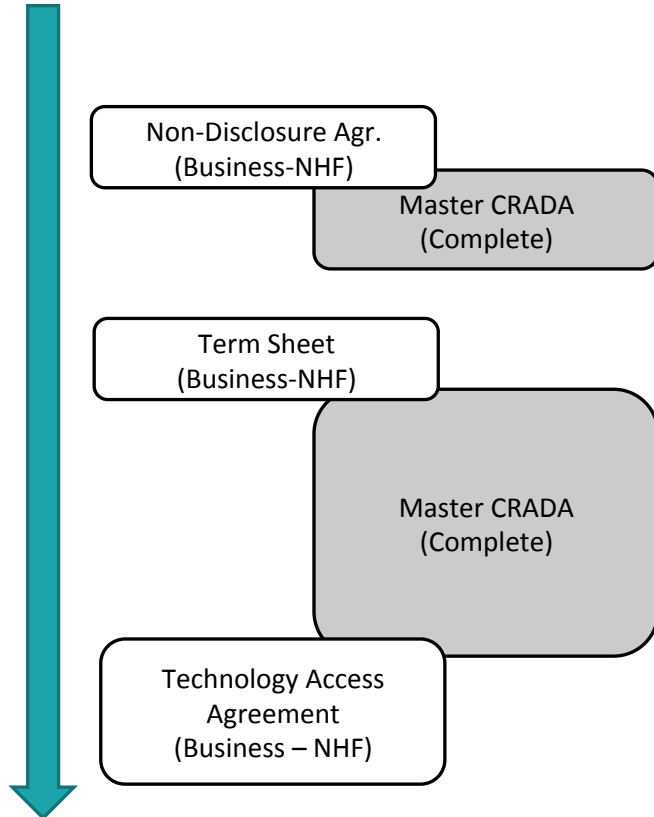 Non-Disclosure Agr.
(Business-NHF)
Master CRADA
(Complete)
Term Sheet
(Business-NHF)
Master CRADA
(Complete)
Technology Access
Agreement
(Business – NHF)